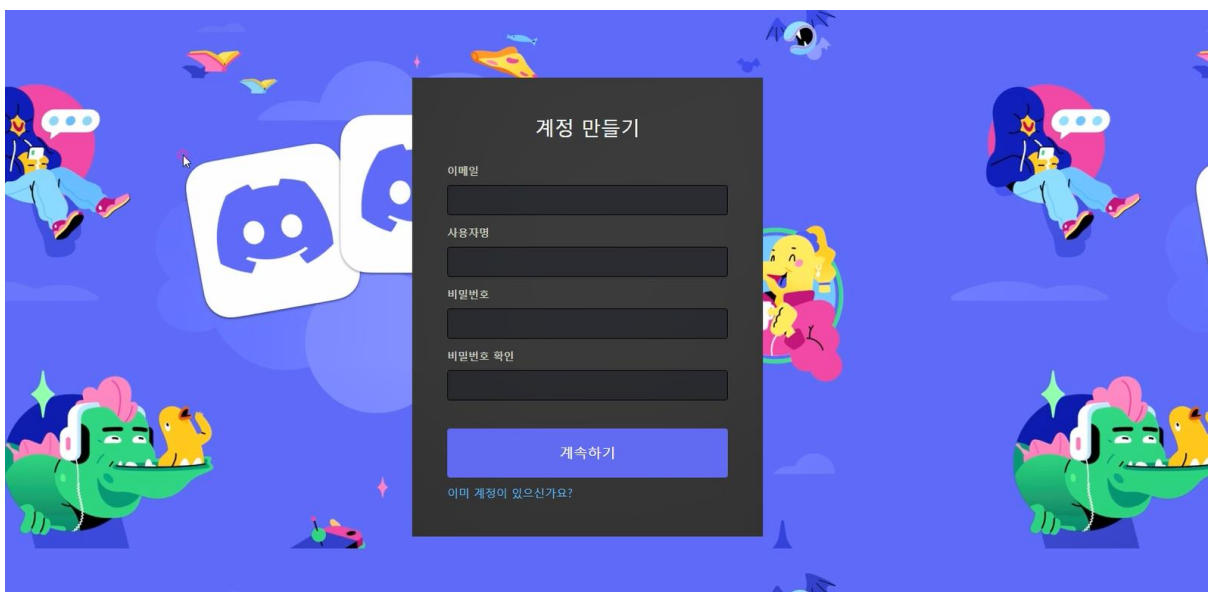 계정 만들기
이메일
사용자명
비밀번호
비밀번호 확인
계속하기
이미 계정이 있으신가요?